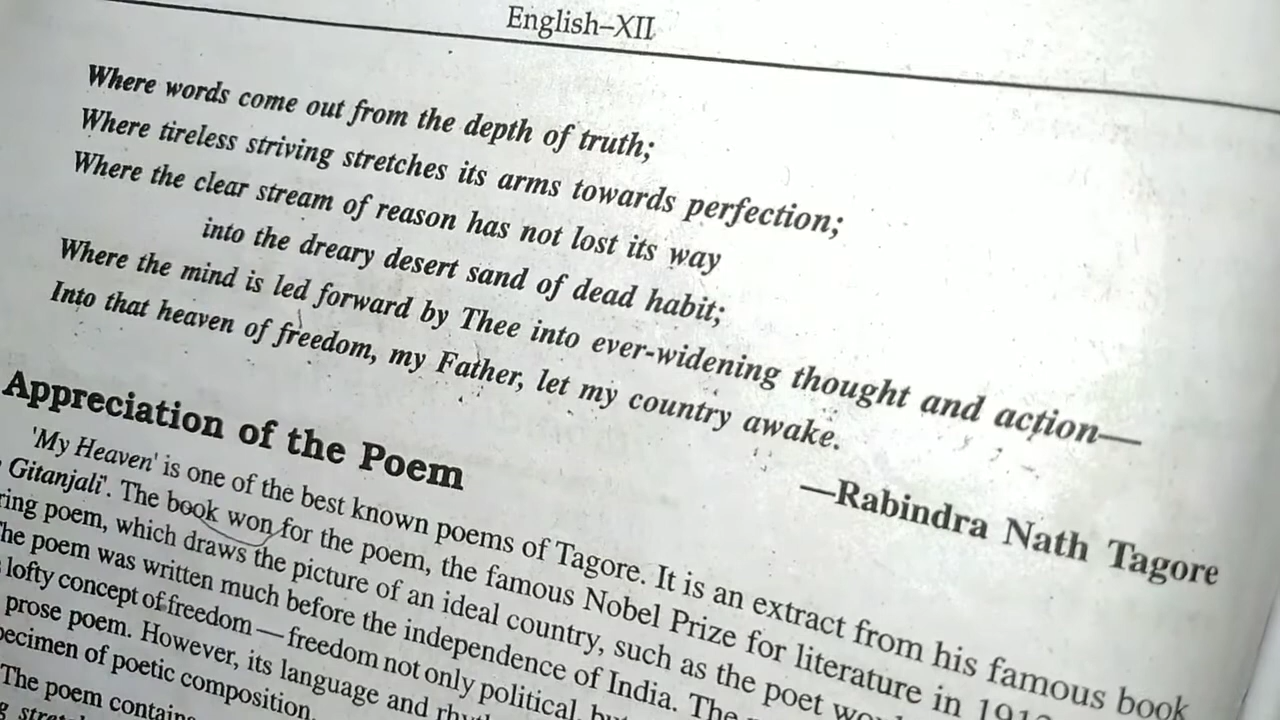 English–XII
Where words come out from the depth of truth;
Where tireless striving stretches its arms towards perfection;
Where the clear stream of reason has not lost its way
into the dreary desert sand of dead habit;
Where the mind is led forward by Thee into ever-widening thought and action—
Into that heaven of freedom, my Father, let my country awake.
—Rabindra Nath Tagore
Appreciation of the Poem
'My Heaven' is one of the best known poems of Tagore. It is an extract from his famous book
Gitanjali'. The book won for the poem, the famous Nobel Prize for literature in
ring poem, which draws the picture of an ideal country, such as the poet
The poem was written much before the independence of India. The
lofty concept of freedom — freedom not only political,
prose poem. However, its language and
pecimen of poetic composition.
The poem contains